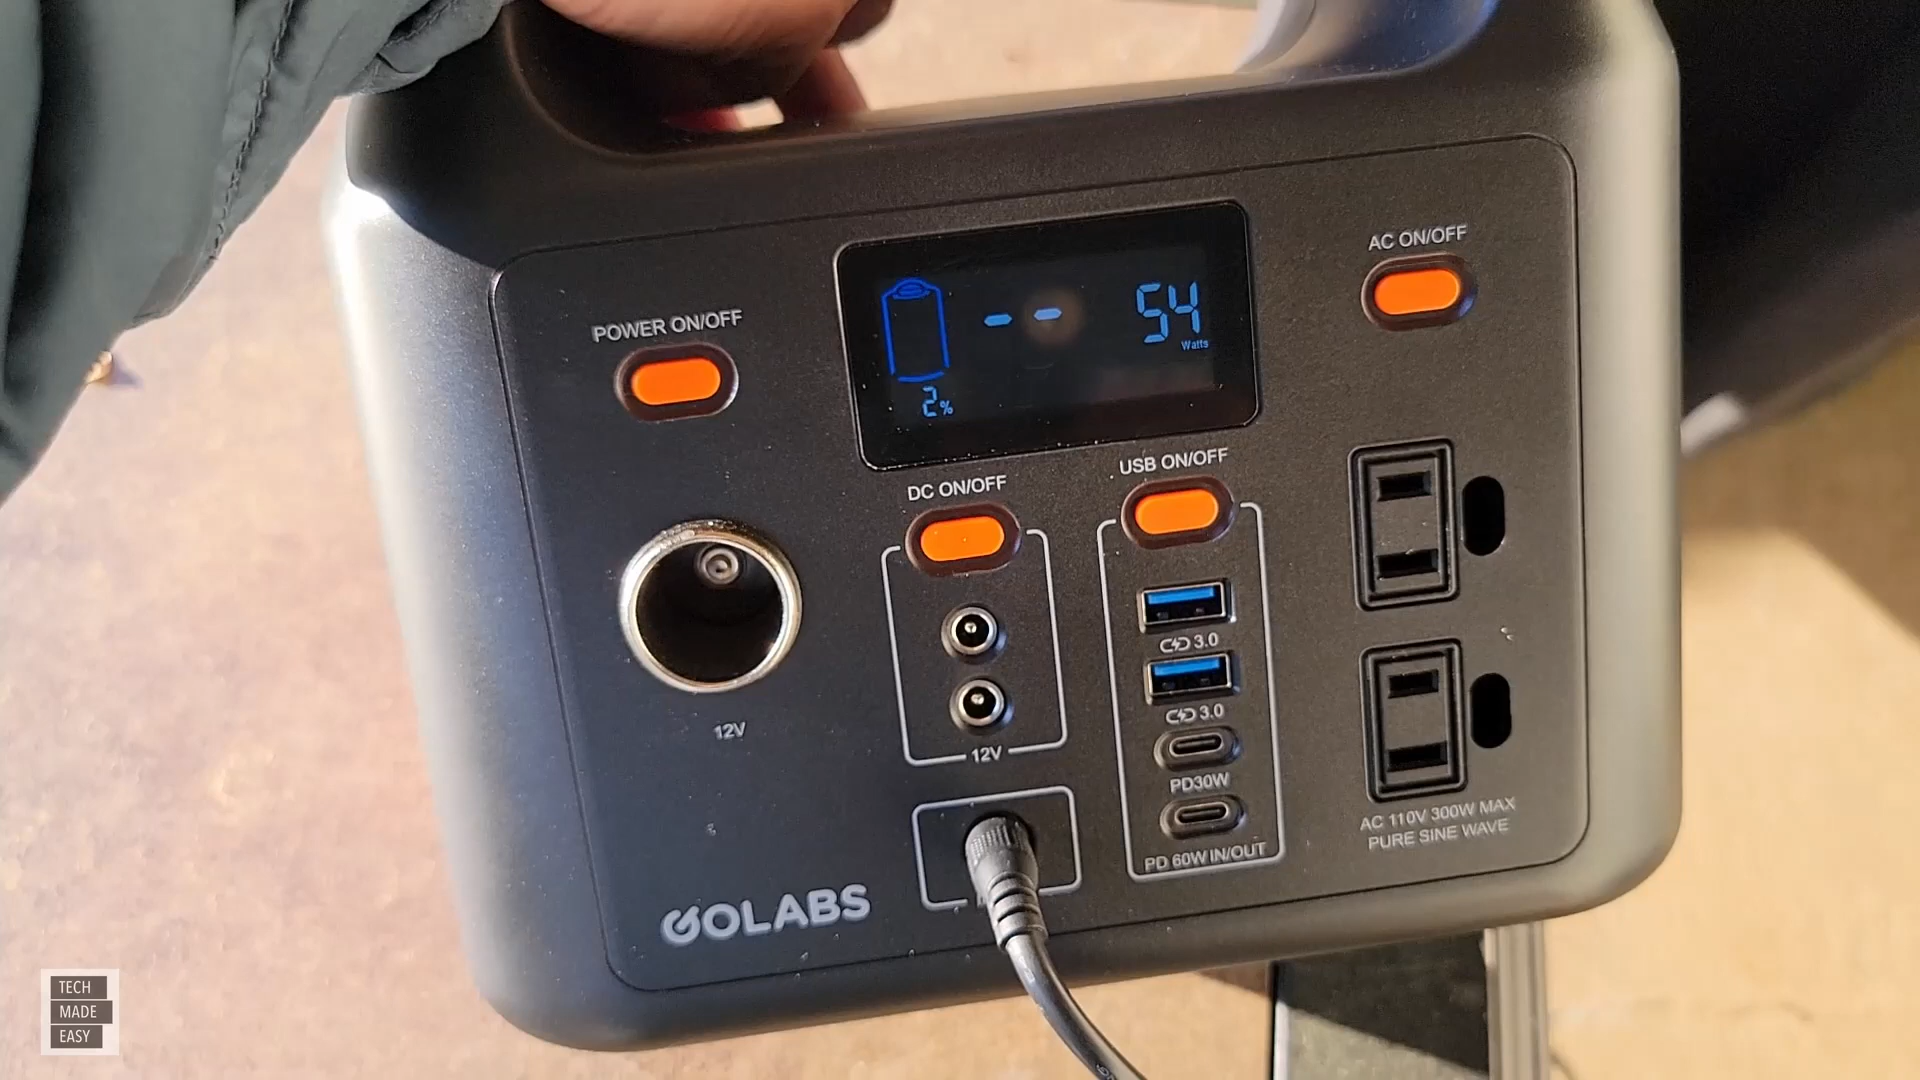 POWER ON/OFF
2%
--
54
Watts
AC ON/OFF
DC ON/OFF
USB ON/OFF
3.0
3.0
12V
12V
PD30W
PD 60W IN/OUT
AC 110V 300W MAX
PURE SINE WAVE
GOLABS
TECH
MADE
EASY